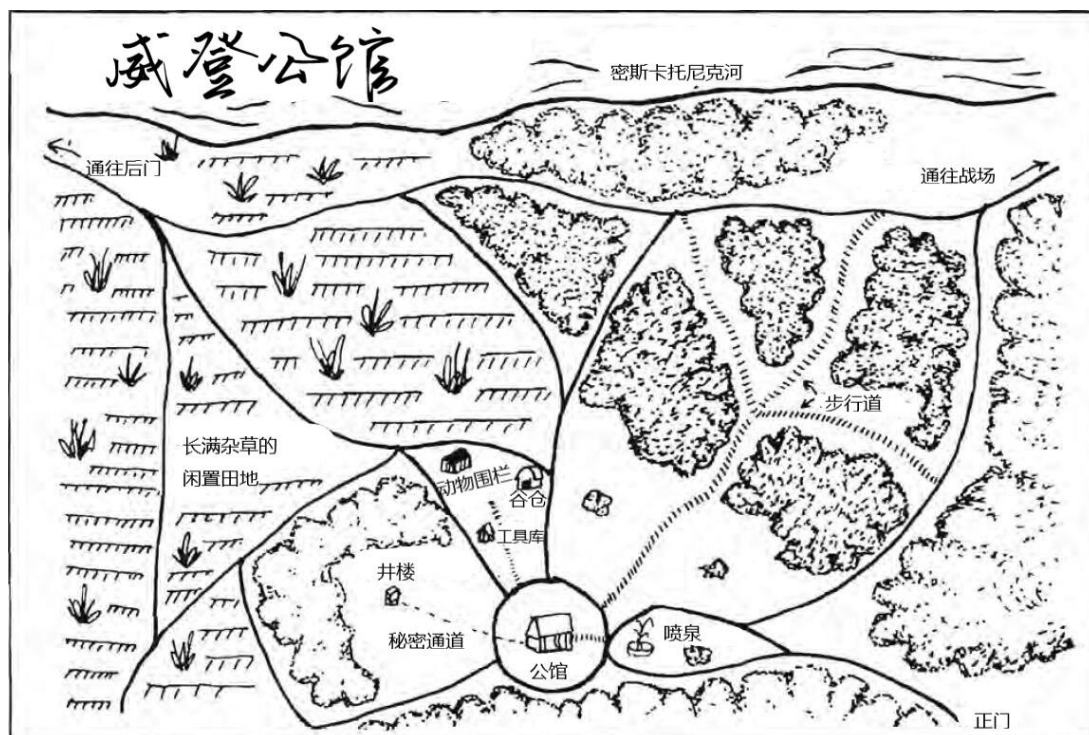 威登公馆
密斯卡托尼克河
通往后门
通往战场
步行道
长满杂草的
闲置田地
动物围栏
谷仓
工具库
井楼
秘密通道
喷泉
公馆
正门